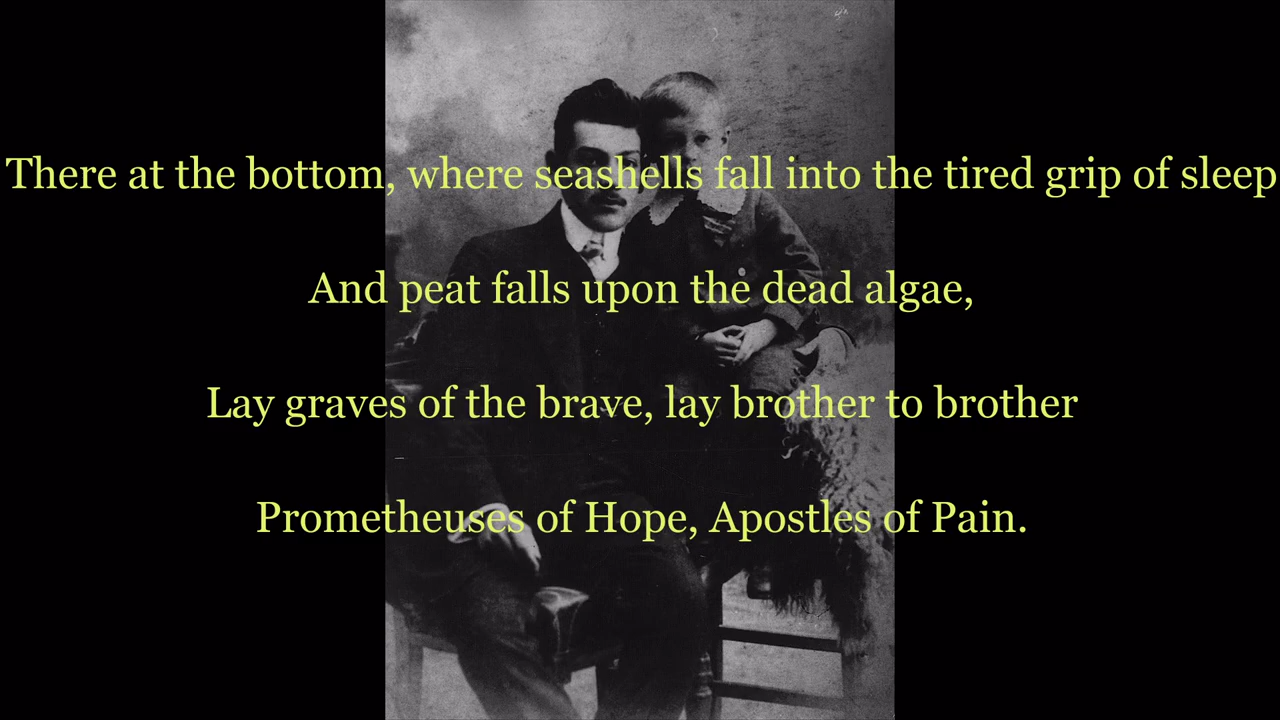 There at the bottom, where seashells fall into the tired grip of sleep
And peat falls upon the dead algae,
Lay graves of the brave, lay brother to brother
Prometheuses of Hope, Apostles of Pain.